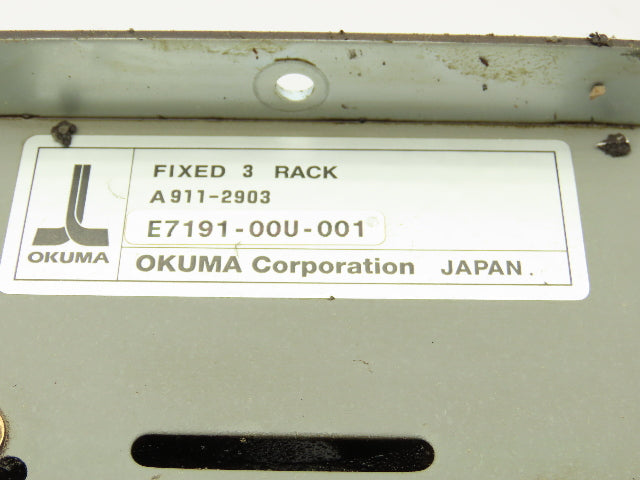 FIXED 3 RACK
A911-2903
E7191-00U-001
OKUMA
OKUMA Corporation JAPAN.